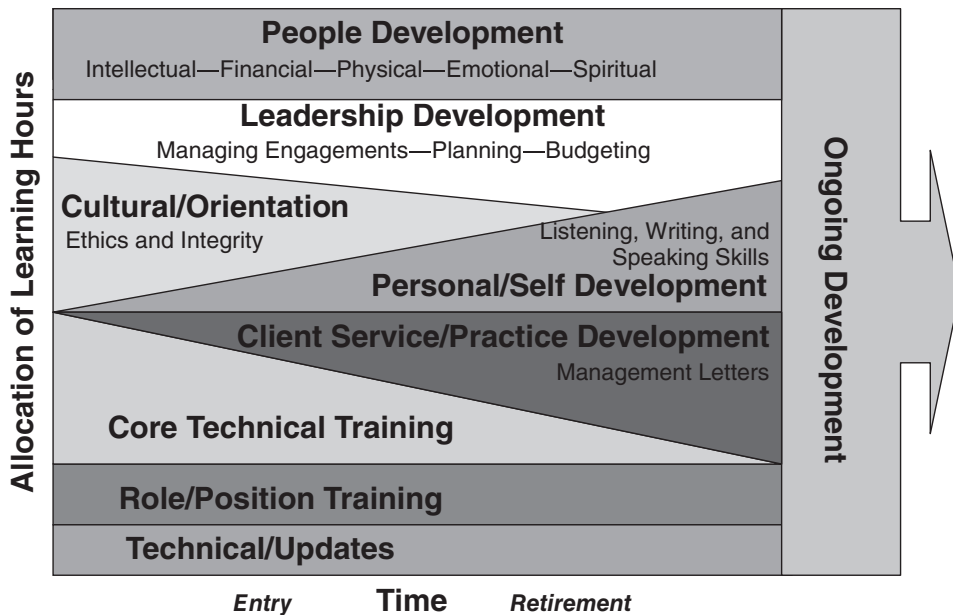 People Development
Intellectual—Financial—Physical—Emotional—Spiritual
Leadership Development
Managing Engagements—Planning—Budgeting
Cultural/Orientation
Ethics and Integrity
Listening, Writing, and
Speaking Skills
Personal/Self Development
Client Service/Practice Development
Management Letters
Core Technical Training
Role/Position Training
Technical/Updates
Allocation of Learning Hours
Ongoing Development
Entry Time Retirement